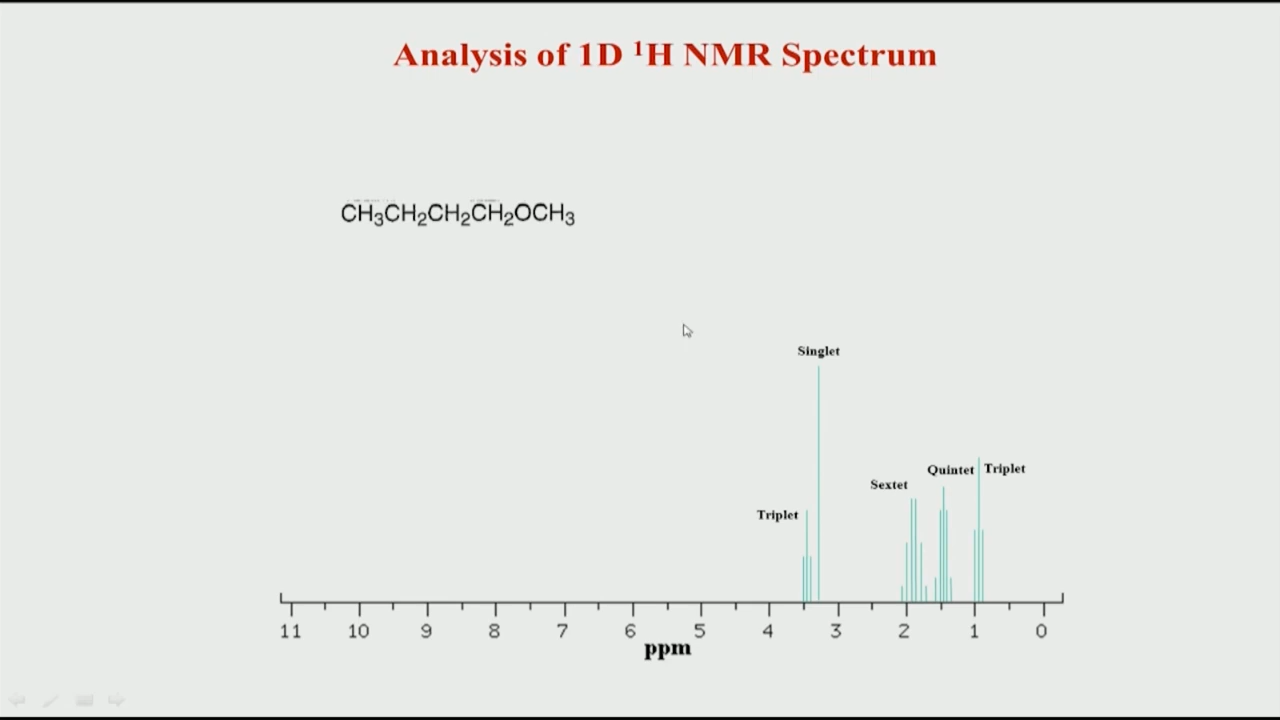 Analysis of 1D ¹H NMR Spectrum
CH₃CH₂CH₂CH₂OCH₃
Singlet
Quintet Triplet
Sextet
Triplet
11 10 9 8 7 6 5 4 3 2 1 0
ppm